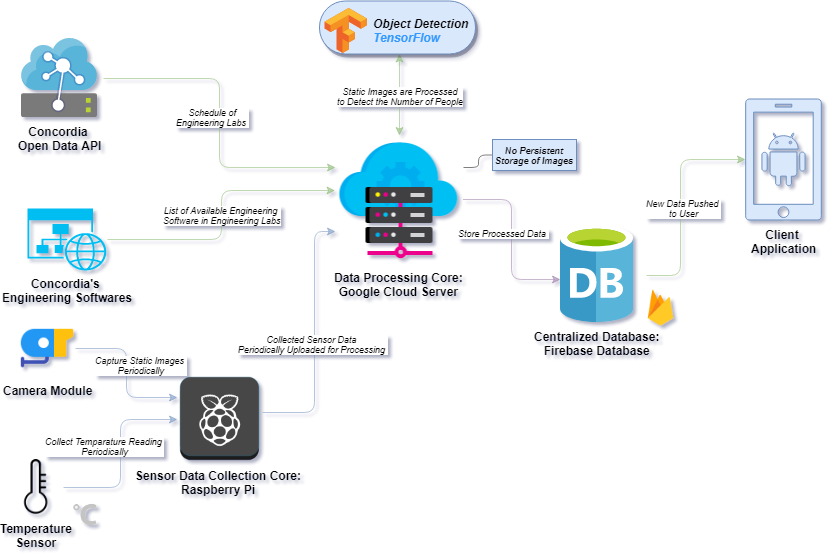 Object Detection
TensorFlow
Static Images are Processed
to Detect the Number of People
Concordia
Open Data API
Schedule of
Engineering Labs
No Persistent
Storage of Images
List of Available Engineering
Software in Engineering Labs
New Data Pushed
to User
Client
Application
Store Processed Data
Concordia's
Engineering Softwares
Data Processing Core:
Google Cloud Server
DB
Centralized Database:
Firebase Database
Collected Sensor Data
Periodically Uploaded for Processing
Capture Static Images
Periodically
Camera Module
Collect Temparature Reading
Periodically
Sensor Data Collection Core:
Raspberry Pi
°C
Temperature
Sensor